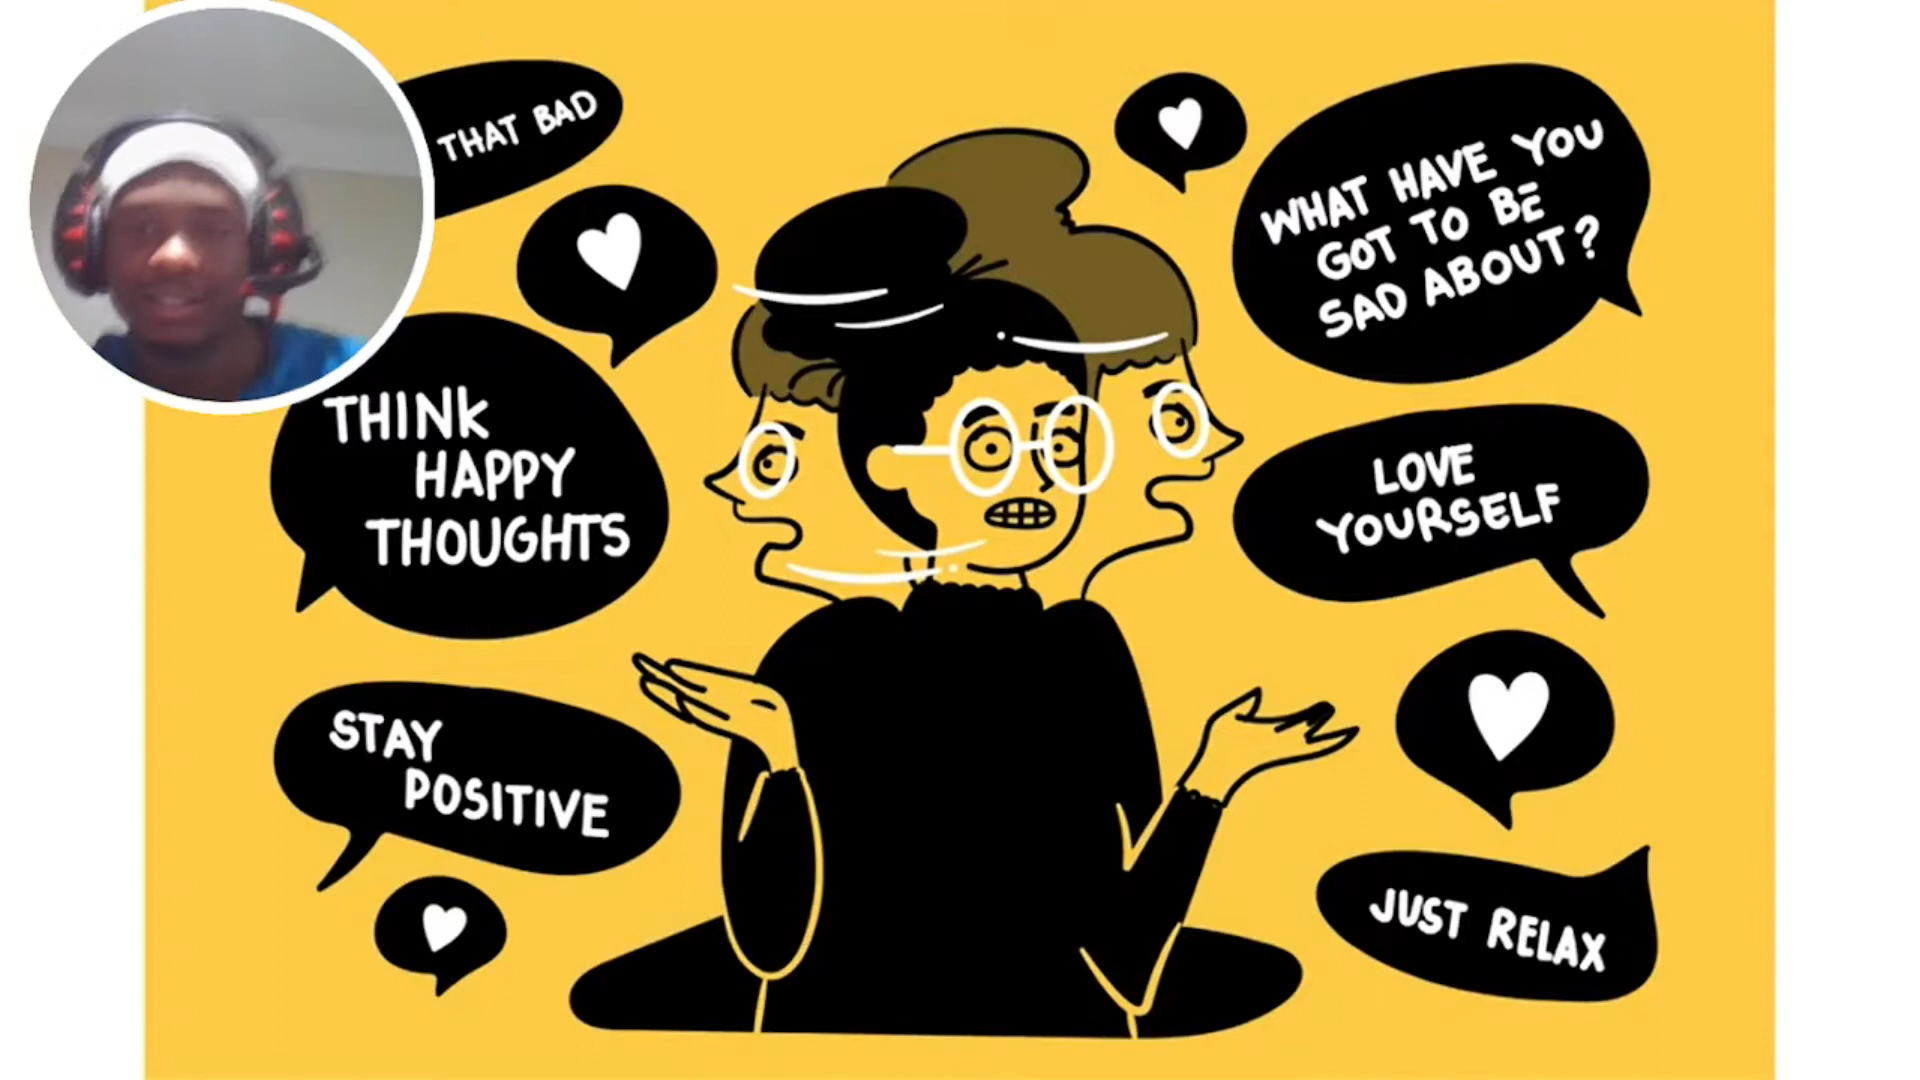 THAT BAD
THINK
HAPPY
THOUGHTS
STAY
POSITIVE
WHAT HAVE YOU
GOT TO BE
SAD ABOUT?
LOVE
YOURSELF
JUST RELAX